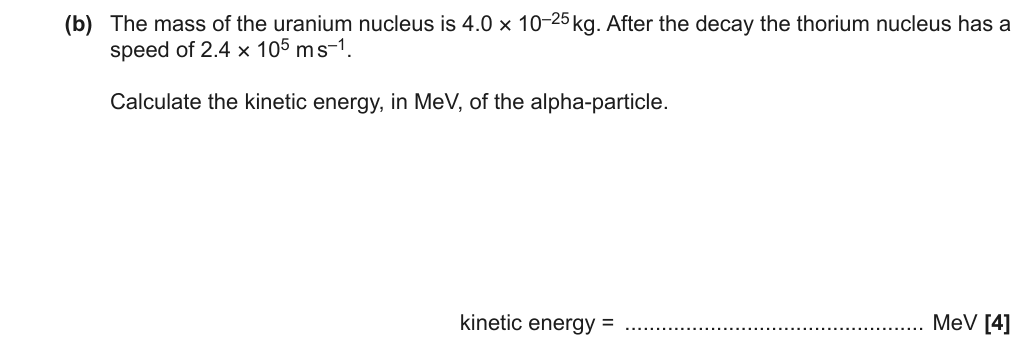 (b) The mass of the uranium nucleus is 4.0 × 10⁻²⁵ kg. After the decay the thorium nucleus has a
speed of 2.4 × 10⁵ m s⁻¹.
Calculate the kinetic energy, in MeV, of the alpha-particle.
kinetic energy = ................................................. MeV [4]